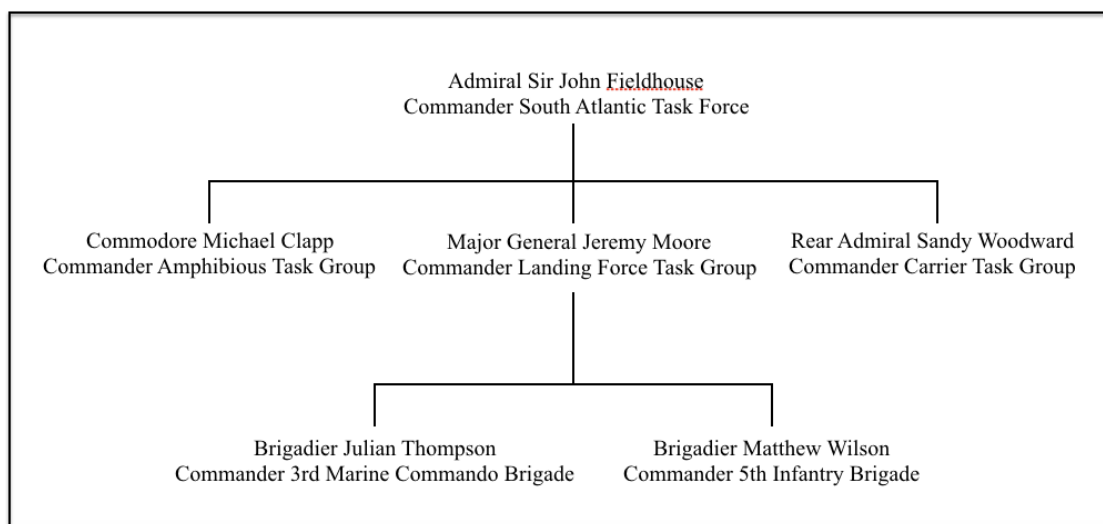 Admiral Sir John Fieldhouse
Commander South Atlantic Task Force
Commodore Michael Clapp
Commander Amphibious Task Group
Major General Jeremy Moore
Commander Landing Force Task Group
Rear Admiral Sandy Woodward
Commander Carrier Task Group
Brigadier Julian Thompson
Commander 3rd Marine Commando Brigade
Brigadier Matthew Wilson
Commander 5th Infantry Brigade